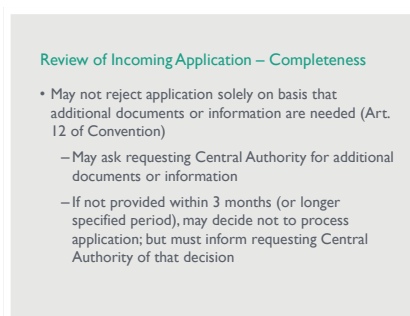 Review of Incoming Application – Completeness
• May not reject application solely on basis that
additional documents or information are needed (Art.
12 of Convention)
– May ask requesting Central Authority for additional
documents or information
– If not provided within 3 months (or longer
specified period), may decide not to process
application; but must inform requesting Central
Authority of that decision